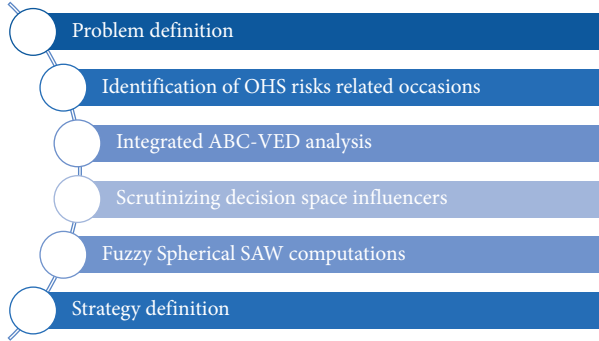 Problem definition
Identification of OHS risks related occasions
Integrated ABC-VED analysis
Scrutinizing decision space influencers
Fuzzy Spherical SAW computations
Strategy definition